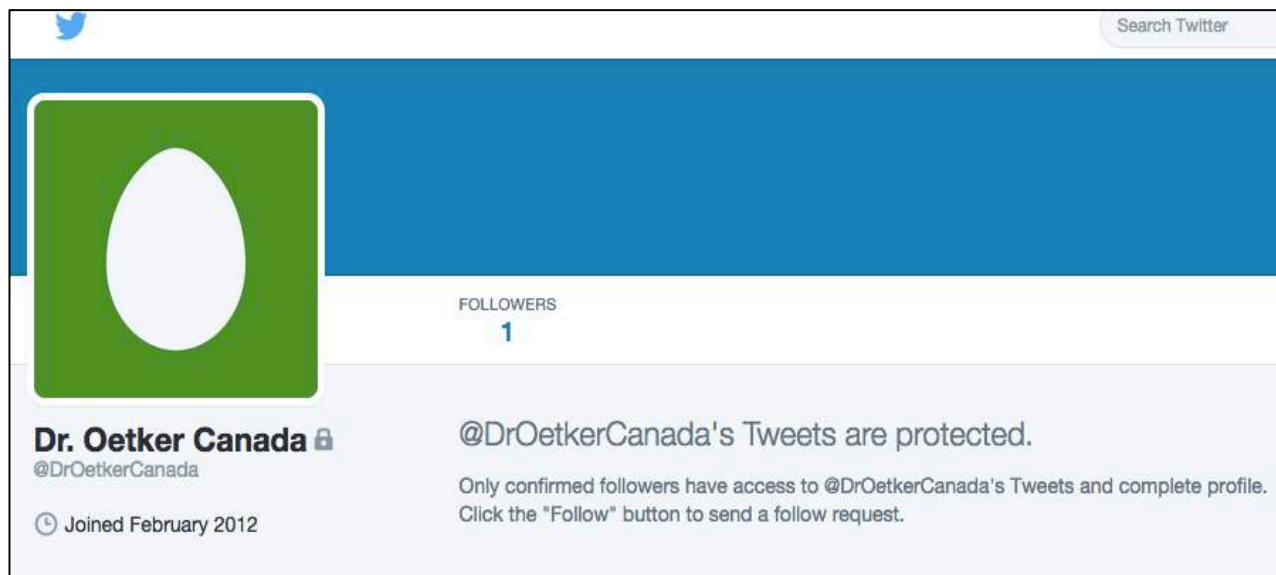 Search Twitter
FOLLOWERS
1
Dr. Oetker Canada
@DrOetkerCanada
Joined February 2012
@DrOetkerCanada's Tweets are protected.
Only confirmed followers have access to @DrOetkerCanada's Tweets and complete profile.
Click the "Follow" button to send a follow request.